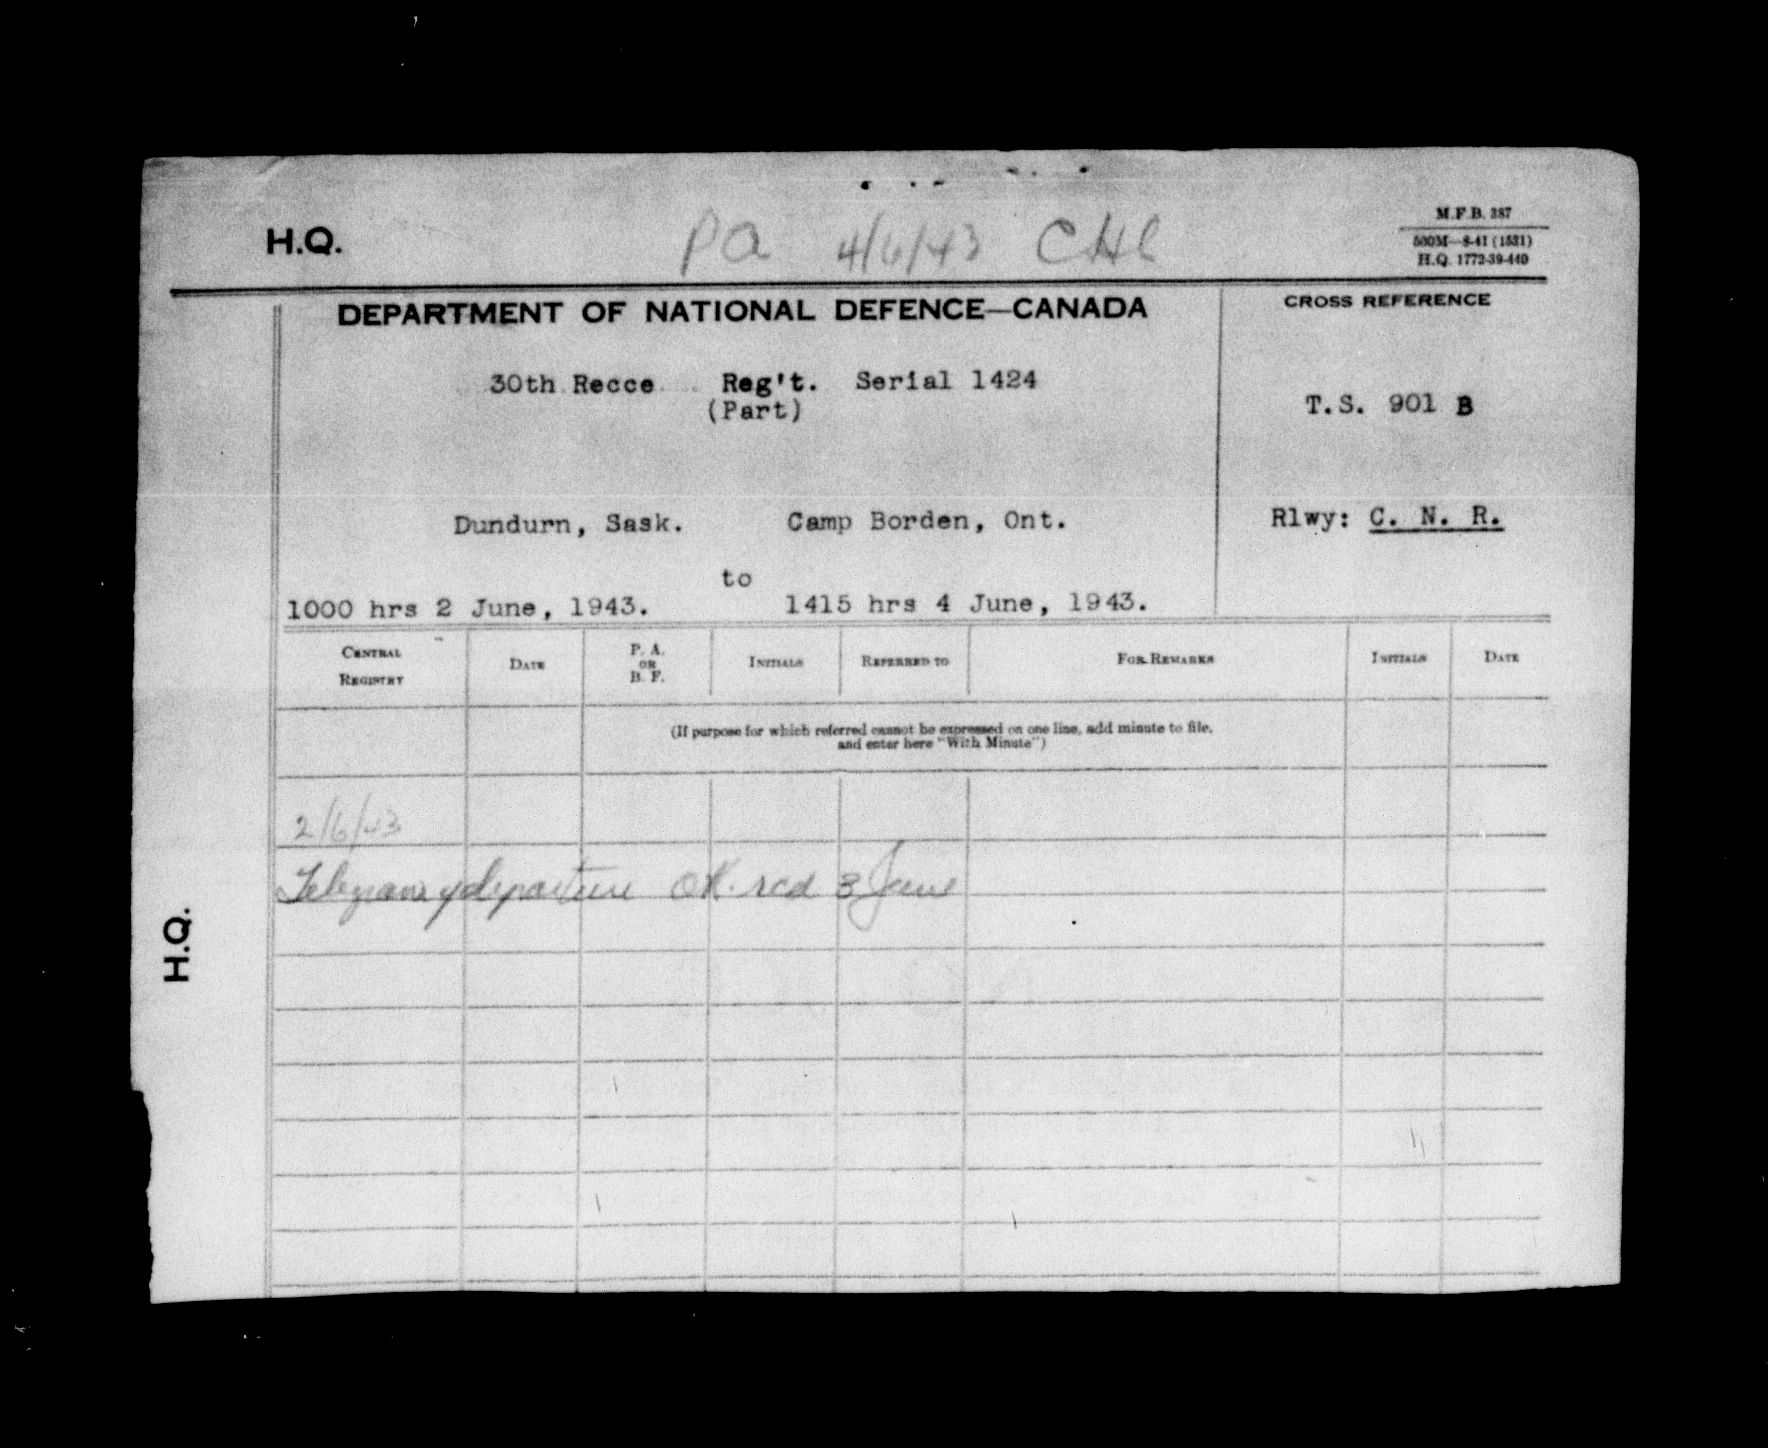 H.Q.
PA 4/6/43 CHL
M.F.B. 387
500M—8-41 (1531)
H.Q. 1772-39-440
DEPARTMENT OF NATIONAL DEFENCE—CANADA
CROSS REFERENCE
30th Recce Reg't. Serial 1424
(Part)
T.S. 901 B
Dundurn, Sask. Camp Borden, Ont.
Rlwy: C. N. R.
to
1000 hrs 2 June, 1943. 1415 hrs 4 June, 1943.
CENTRAL REGISTRY
DATE
P. A. OR B. F.
INITIALS
REFERRED TO
FOR REMARKS
INITIALS
DATE
(If purpose for which referred cannot be expressed on one line, add minute to file,
and enter here "With Minute")
2/6/43
Telegram of departure OK. rcd 3 June
H.Q.